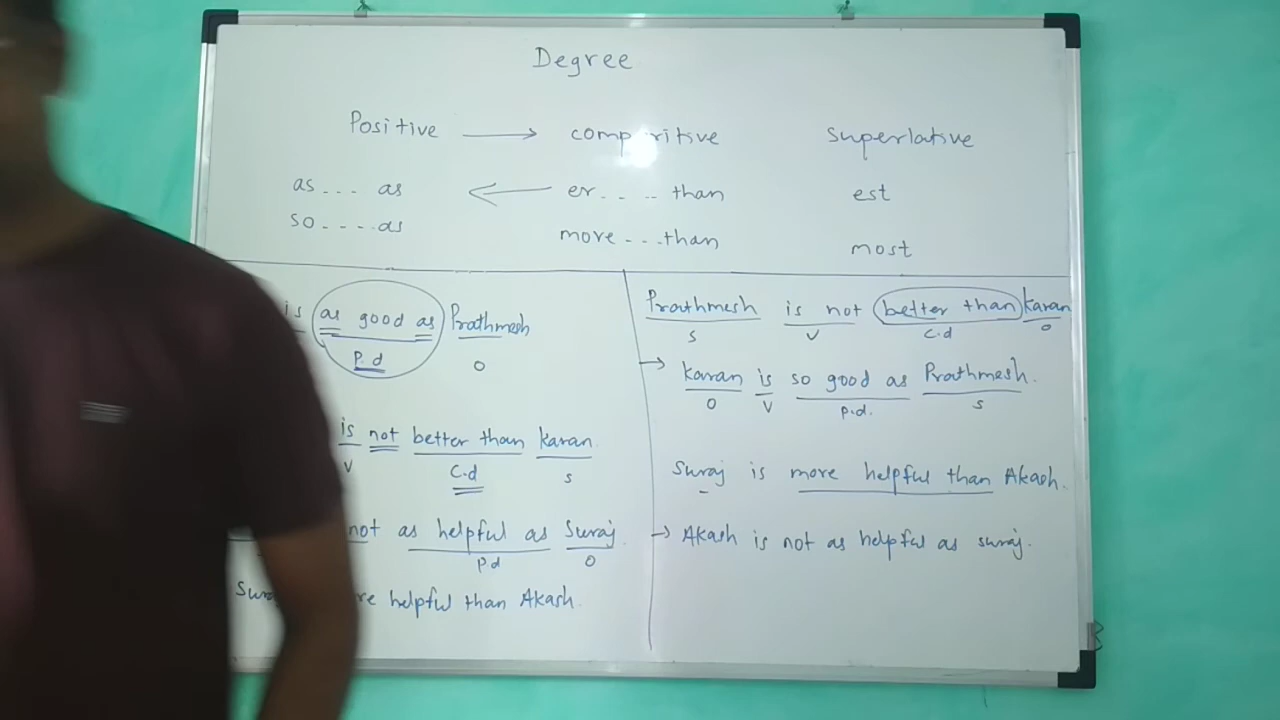 Degree
Positive → comparitive Superlative
as... as ← er.... than est
so....as more...than most
is as good as Prathmesh
P.d O
is not better than karan.
V C.d S
not as helpful as Suraj.
Pd O
helpful than Akash.
Prathmesh is not better than karan
S V C.d O
→ Karan is so good as Prathmesh.
O V P.d. S
Suraj is more helpful than Akash.
→ Akash is not as helpful as suraj.